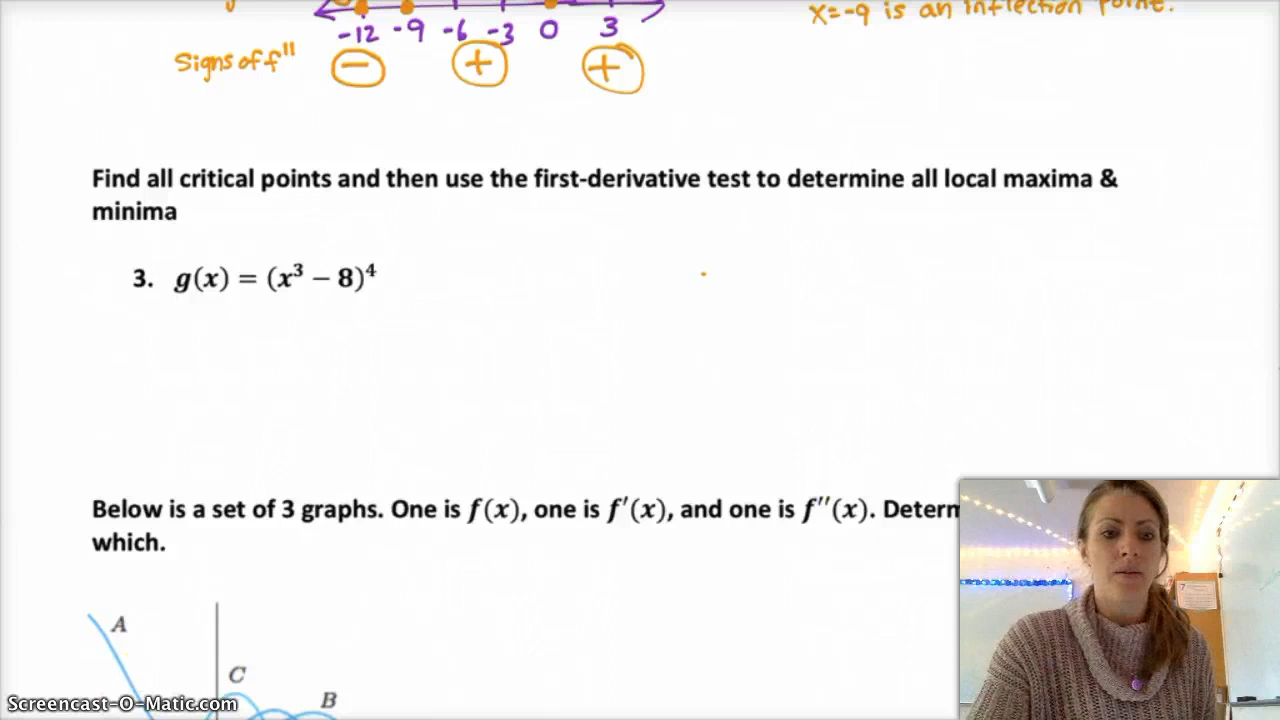 x=-9 is an inflection point.
-12 -9 -6 -3 0 3
Signs of f" - + +
Find all critical points and then use the first-derivative test to determine all local maxima &
minima
3. g(x) = (x³ − 8)⁴
Below is a set of 3 graphs. One is f(x), one is f′(x), and one is f′′(x). Determ
which.
A
C
B
Screencast-O-Matic.com